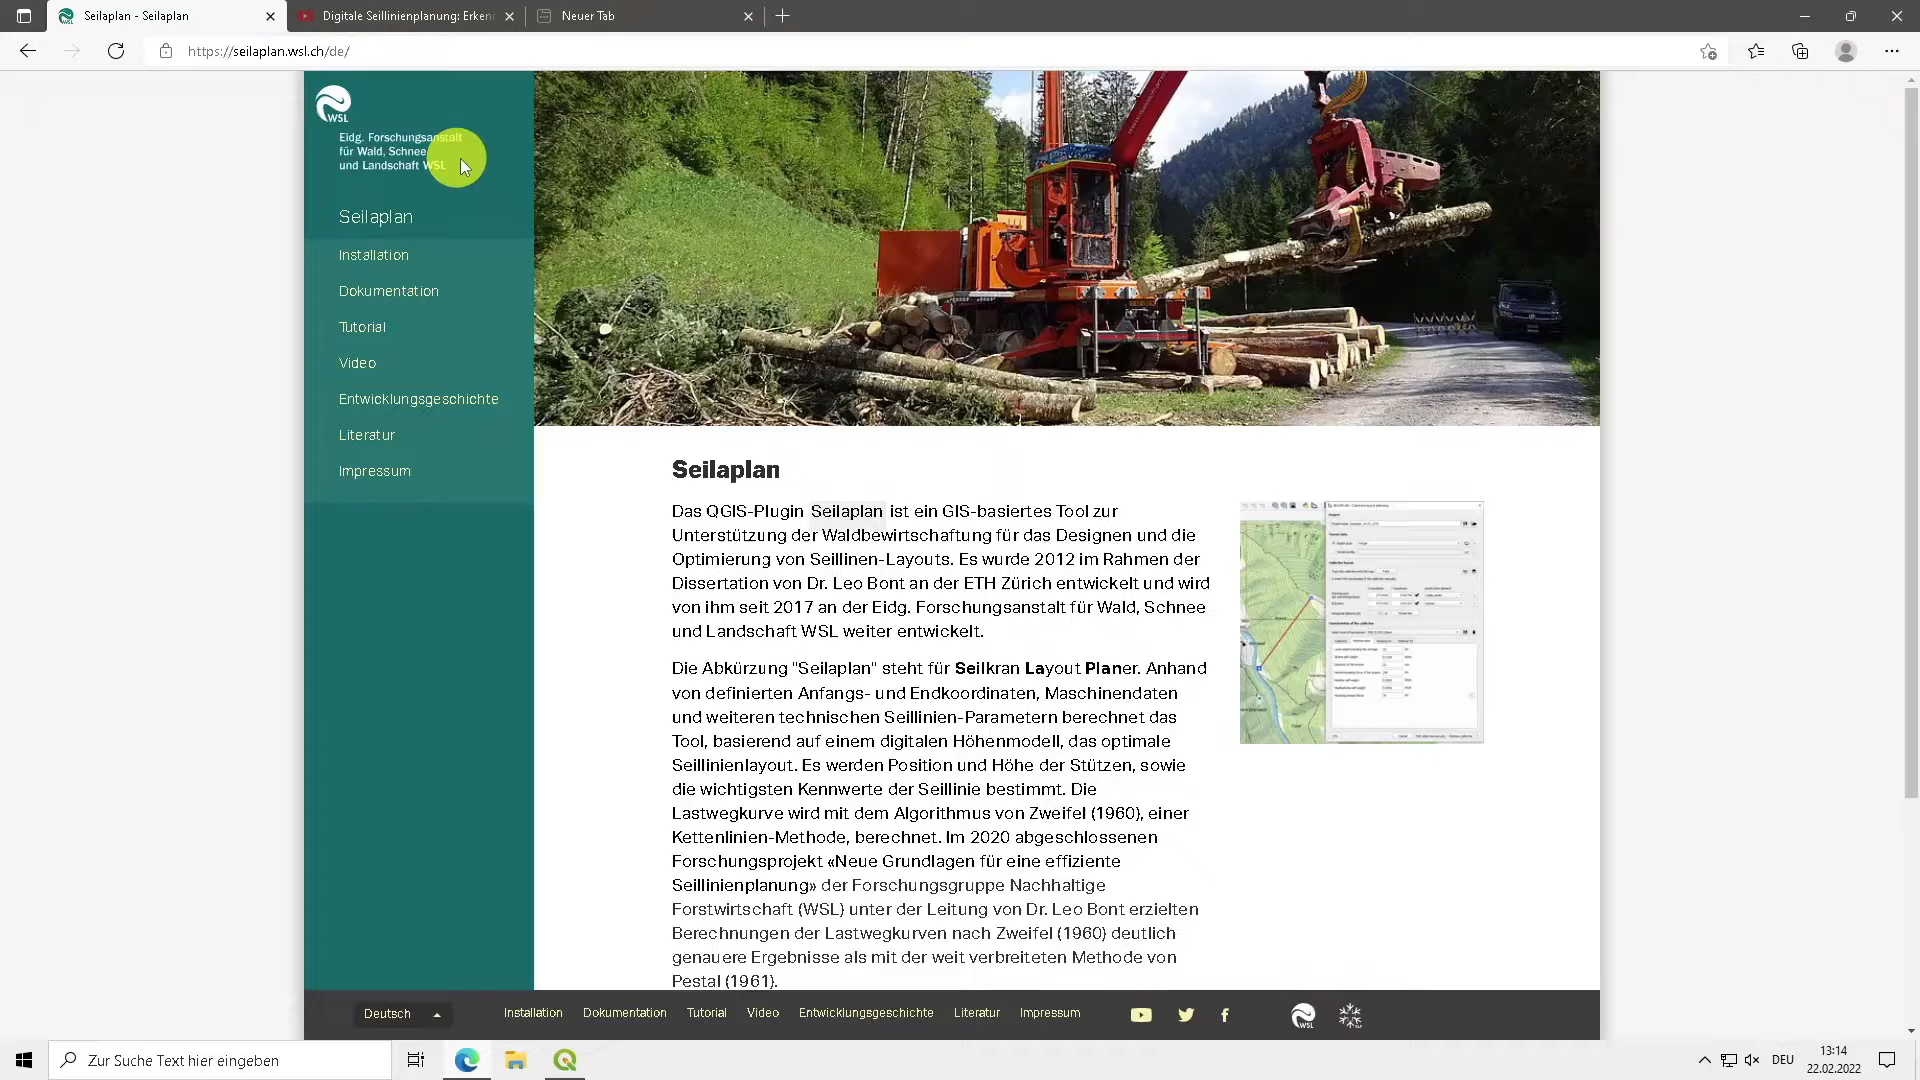 Seilaplan - Seilaplan
Digitale Seillinienplanung: Erken
Neuer Tab
https://seilaplan.wsl.ch/de/
WSL
Eidg. Forschungsanstalt
für Wald, Schnee
und Landschaft WSL
Seilaplan
Installation
Dokumentation
Tutorial
Video
Entwicklungsgeschichte
Literatur
Impressum
Seilaplan
Das QGIS-Plugin Seilaplan ist ein GIS-basiertes Tool zur
Unterstützung der Waldbewirtschaftung für das Designen und die
Optimierung von Seillinen-Layouts. Es wurde 2012 im Rahmen der
Dissertation von Dr. Leo Bont an der ETH Zürich entwickelt und wird
von ihm seit 2017 an der Eidg. Forschungsanstalt für Wald, Schnee
und Landschaft WSL weiter entwickelt.
Die Abkürzung "Seilaplan" steht für Seilkran Layout Planer. Anhand
von definierten Anfangs- und Endkoordinaten, Maschinendaten
und weiteren technischen Seillinien-Parametern berechnet das
Tool, basierend auf einem digitalen Höhenmodell, das optimale
Seillinienlayout. Es werden Position und Höhe der Stützen, sowie
die wichtigsten Kennwerte der Seillinie bestimmt. Die
Lastwegkurve wird mit dem Algorithmus von Zweifel (1960), einer
Kettenlinien-Methode, berechnet. Im 2020 abgeschlossenen
Forschungsprojekt «Neue Grundlagen für eine effiziente
Seillinienplanung» der Forschungsgruppe Nachhaltige
Forstwirtschaft (WSL) unter der Leitung von Dr. Leo Bont erzielten
Berechnungen der Lastwegkurven nach Zweifel (1960) deutlich
genauere Ergebnisse als mit der weit verbreiteten Methode von
Pestal (1961).
Deutsch
Installation Dokumentation Tutorial Video Entwicklungsgeschichte Literatur Impressum
WSL
Zur Suche Text hier eingeben
DEU
13:14
22.02.2022